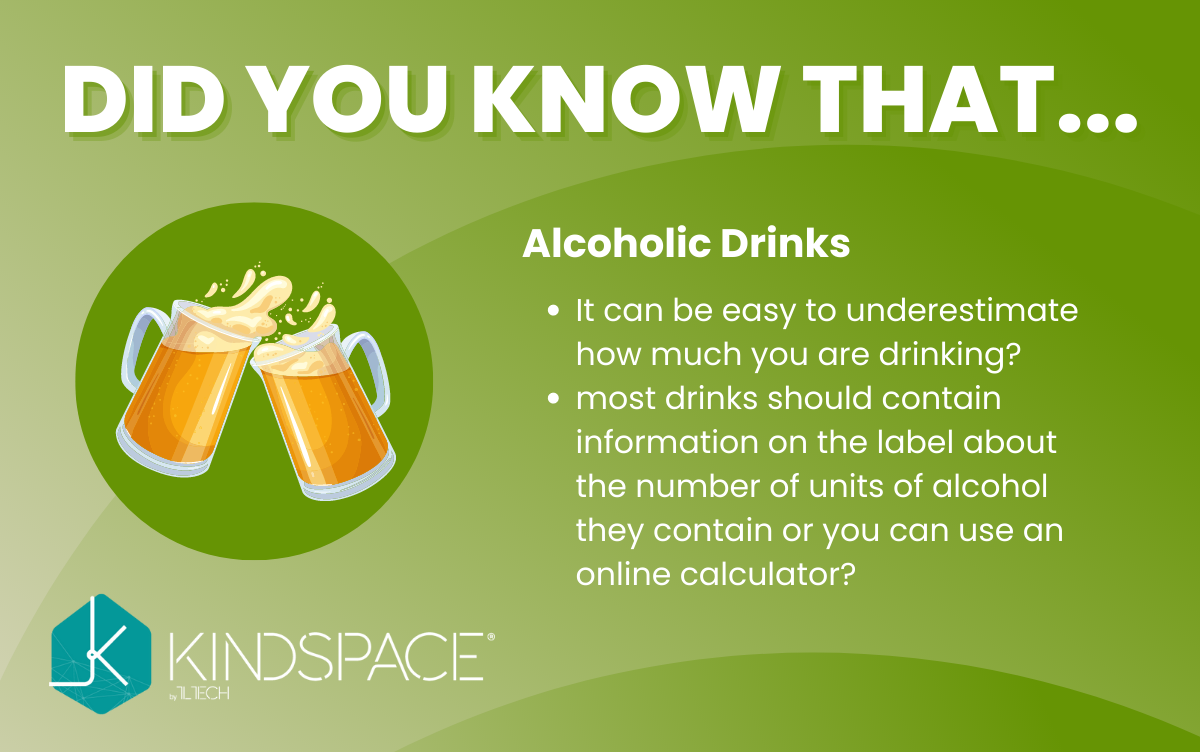 DID YOU KNOW THAT...
Alcoholic Drinks
• It can be easy to underestimate
how much you are drinking?
• most drinks should contain
information on the label about
the number of units of alcohol
they contain or you can use an
online calculator?
KINDSPACE®
by 1LTECH